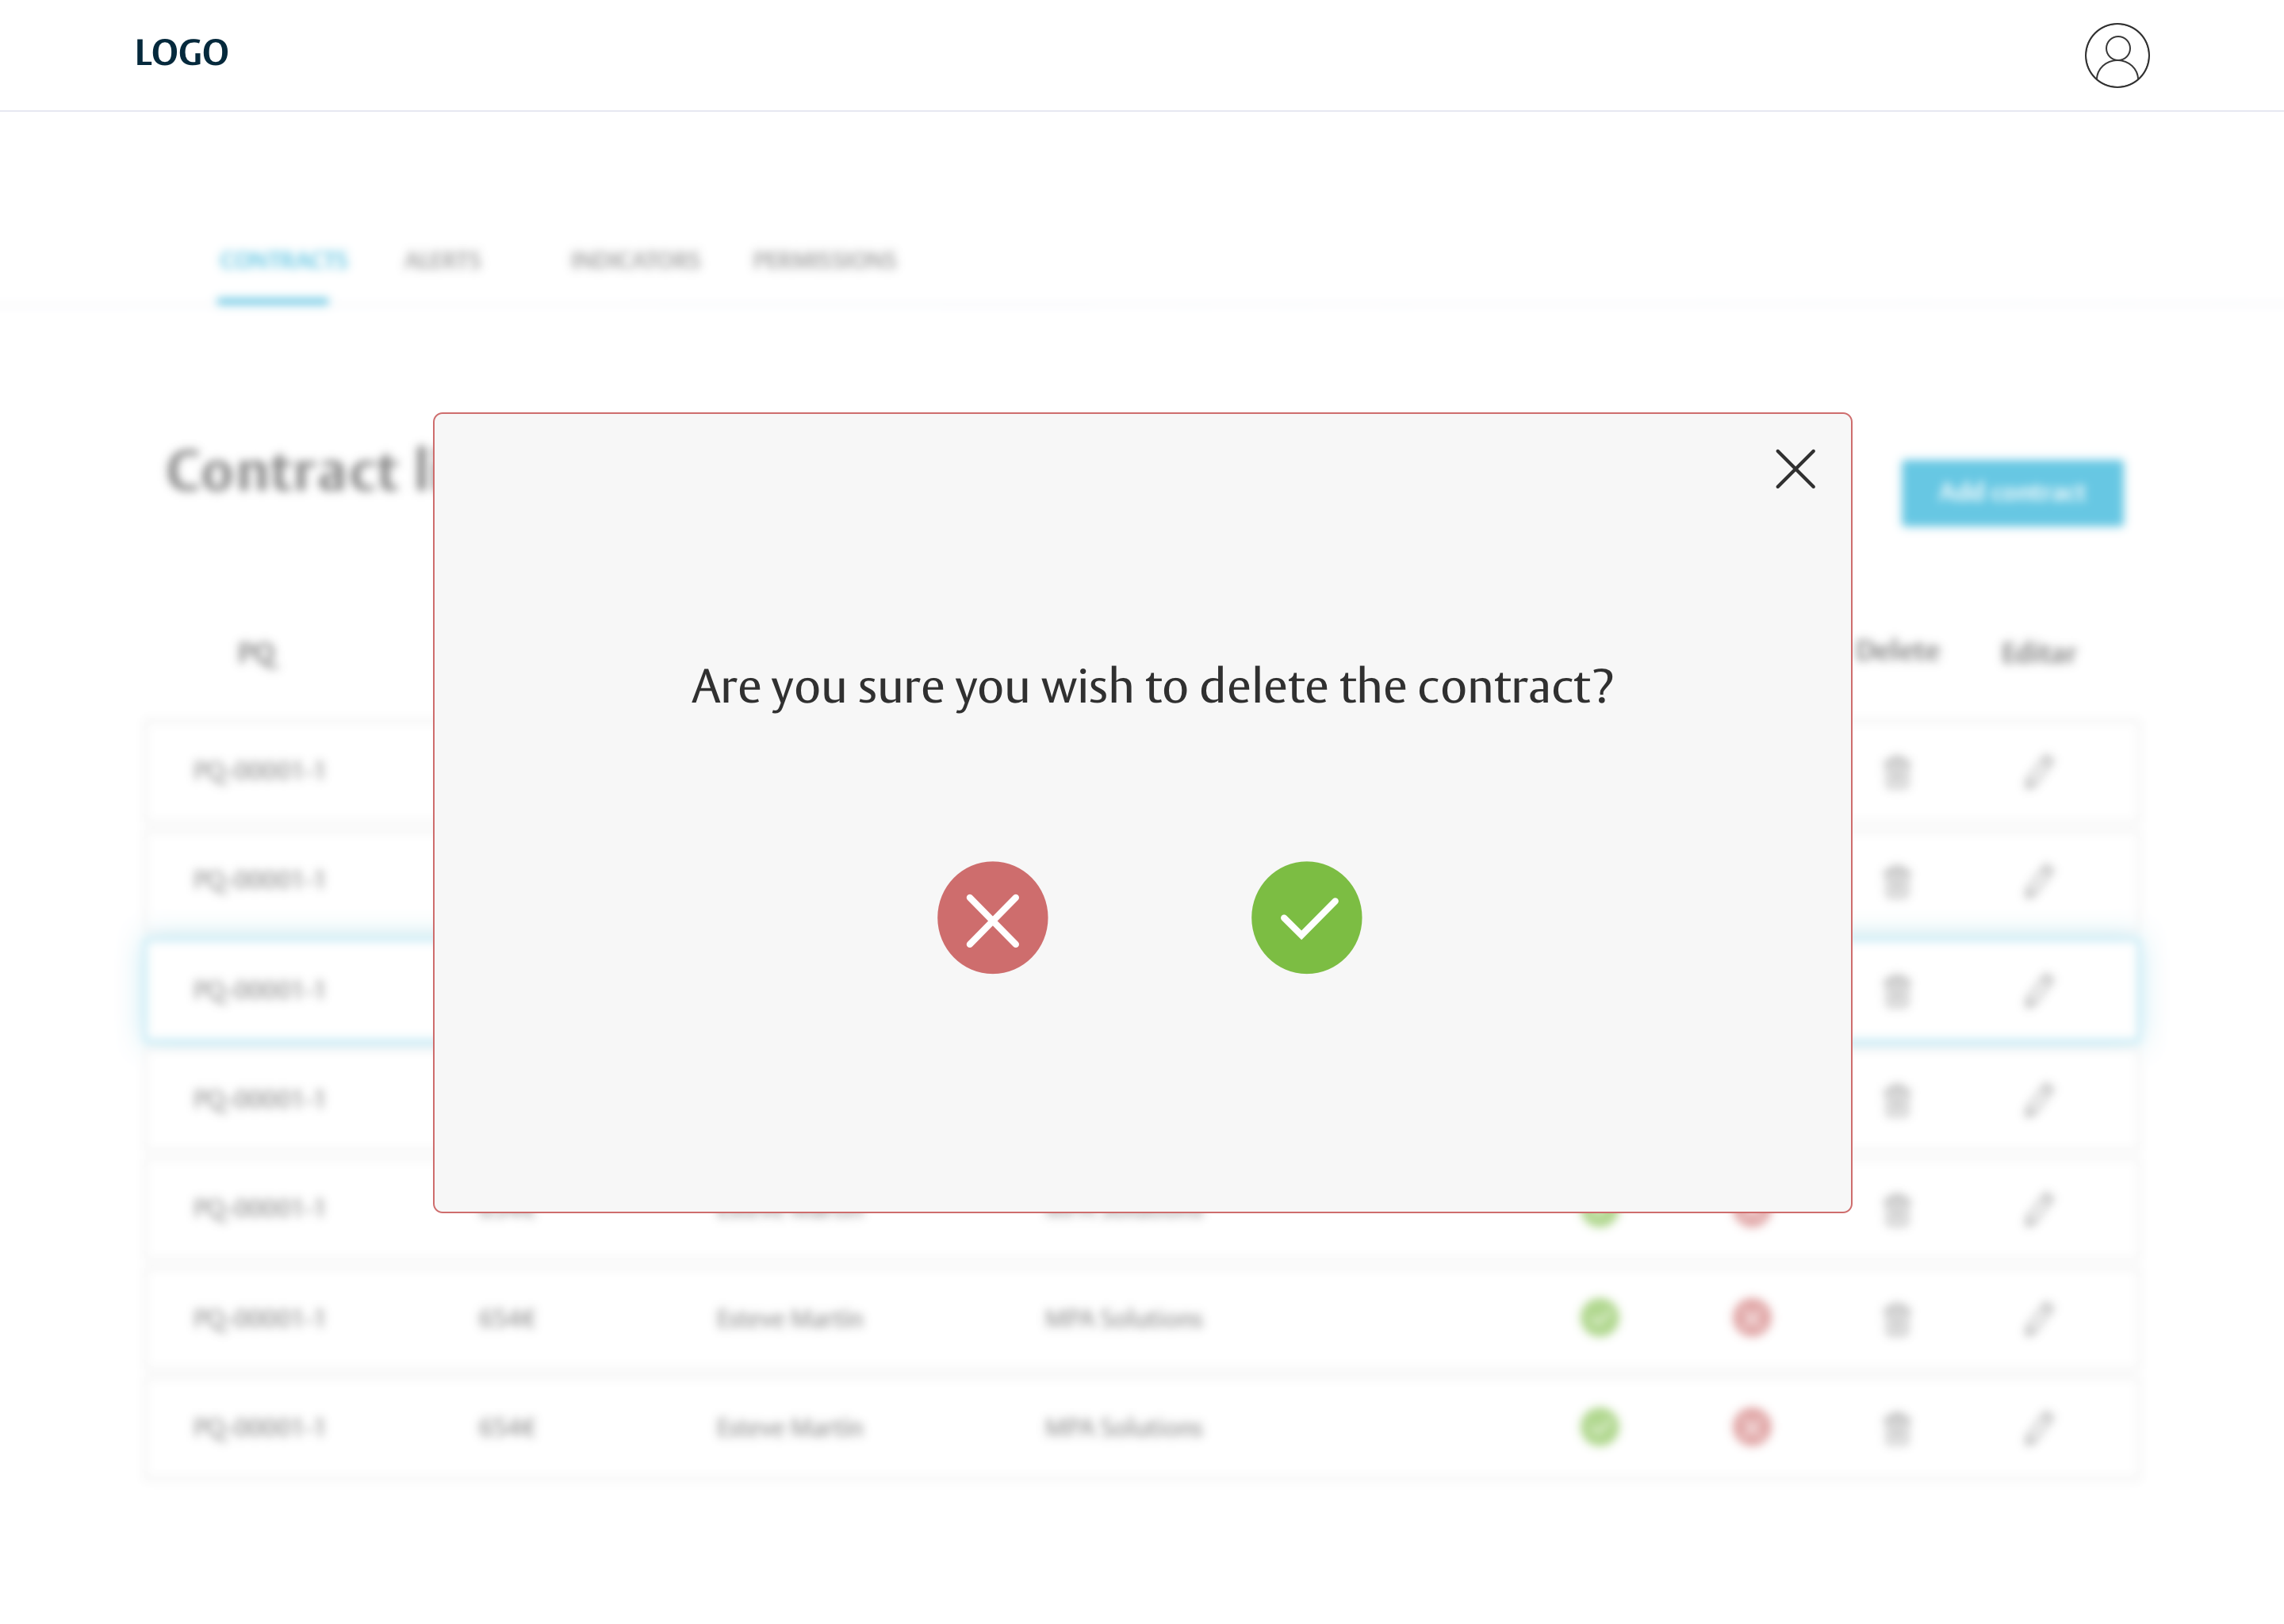 LOGO
CONTRACTS ALERTS INDICATORS PERMISSIONS
Contract
Add contract
Are you sure you wish to delete the contract?
PQ Delete Editar
PQ-00001-1
PQ-00001-1
PQ-00001-1
PQ-00001-1
PQ-00001-1
PQ-00001-1 654€ Esteve Martin MPA Solutions
PQ-00001-1 654€ Esteve Martin MPA Solutions